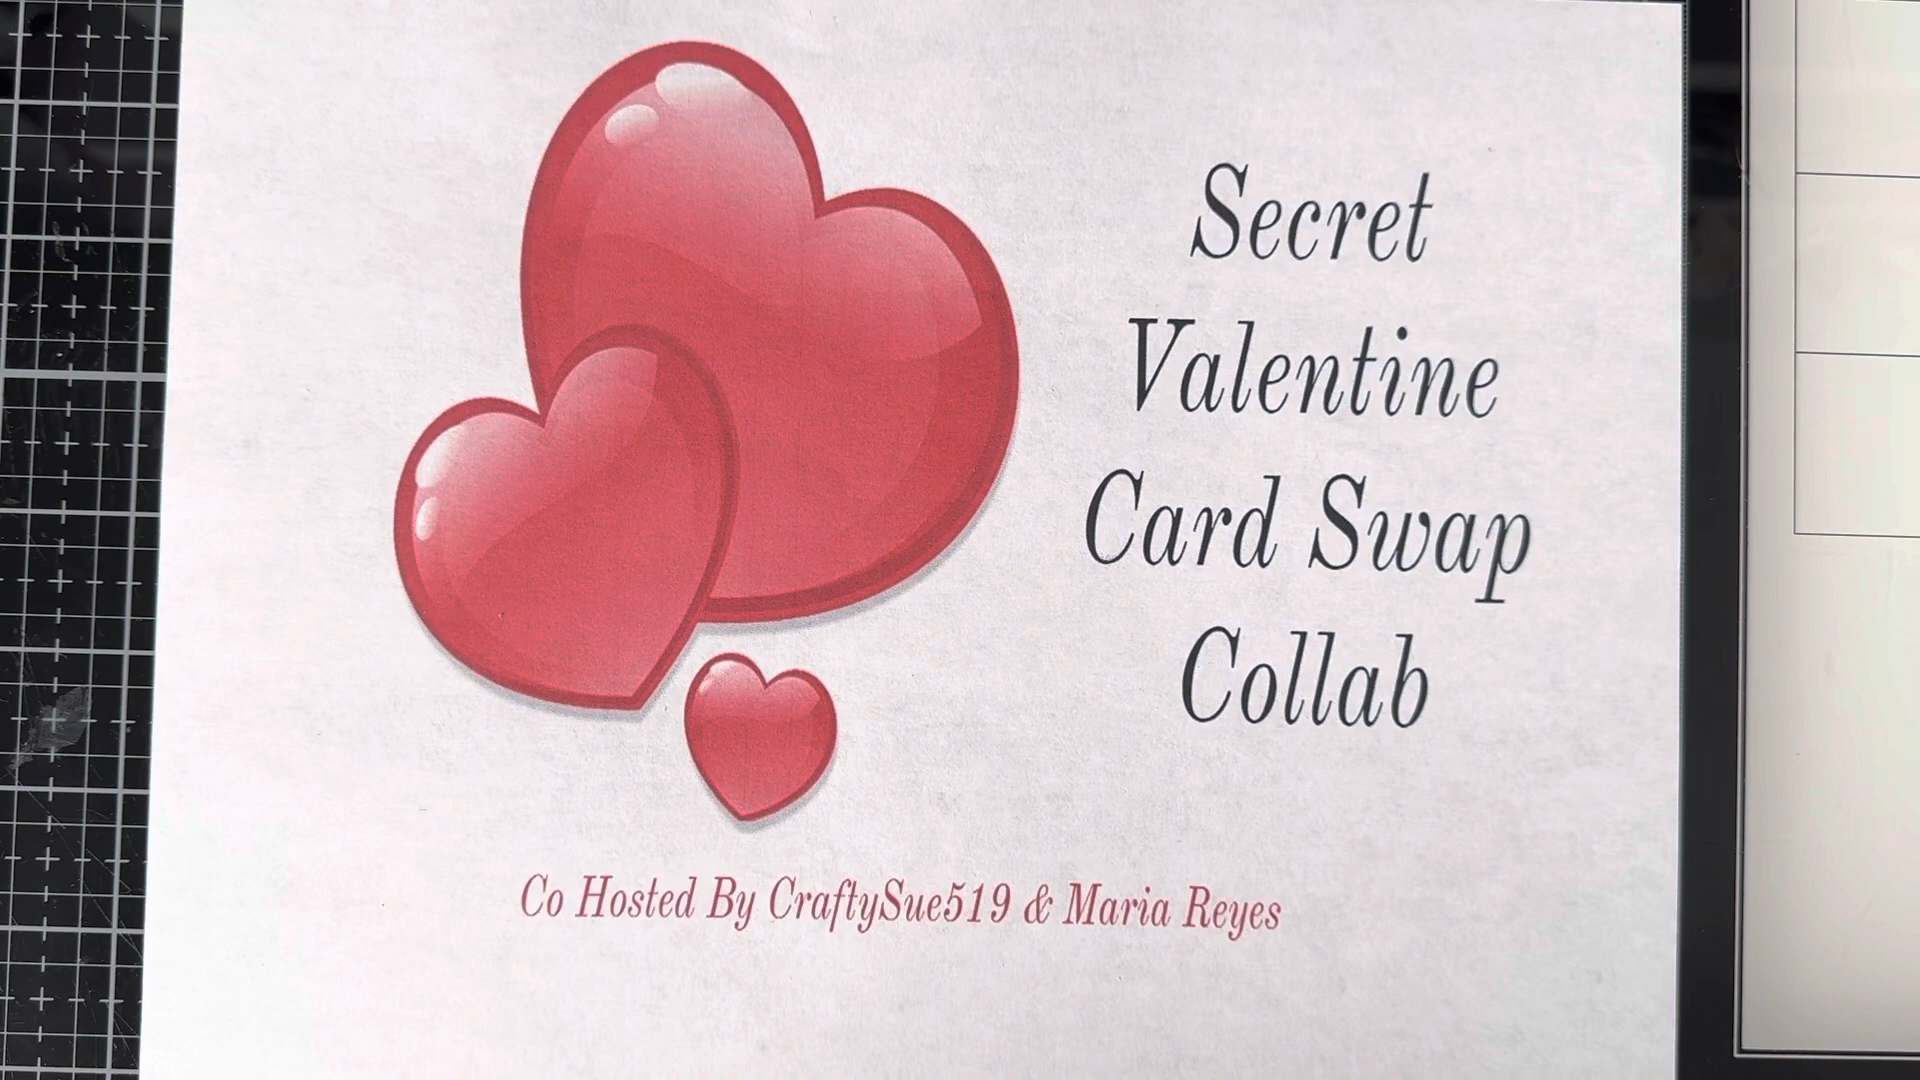 Secret
Valentine
Card Swap
Collab
Co Hosted By CraftySue519 & Maria Reyes